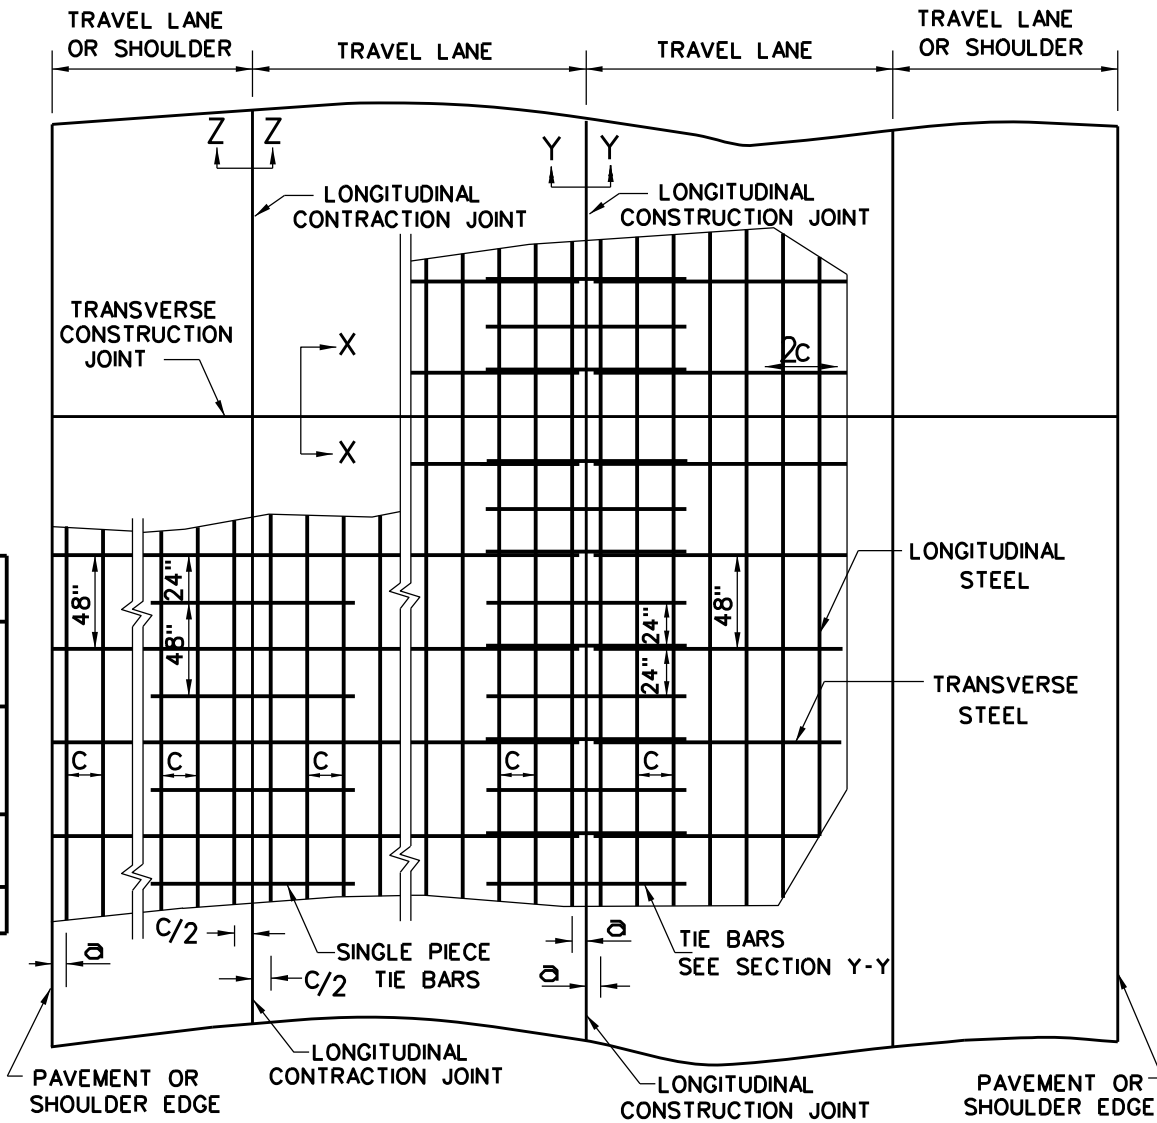 TRAVEL LANE
OR SHOULDER
TRAVEL LANE
TRAVEL LANE
TRAVEL LANE
OR SHOULDER
Z Z
Y Y
LONGITUDINAL
CONTRACTION JOINT
LONGITUDINAL
CONSTRUCTION JOINT
TRANSVERSE
CONSTRUCTION
JOINT
X
X
2c
LONGITUDINAL
STEEL
48"
24"
48"
24"
24"
48"
TRANSVERSE
STEEL
C
C
C
C
C
C/2
a
SINGLE PIECE
TIE BARS
C/2
a
a
TIE BARS
SEE SECTION Y-Y
LONGITUDINAL
CONTRACTION JOINT
PAVEMENT OR
SHOULDER EDGE
LONGITUDINAL
CONSTRUCTION JOINT
PAVEMENT OR
SHOULDER EDGE